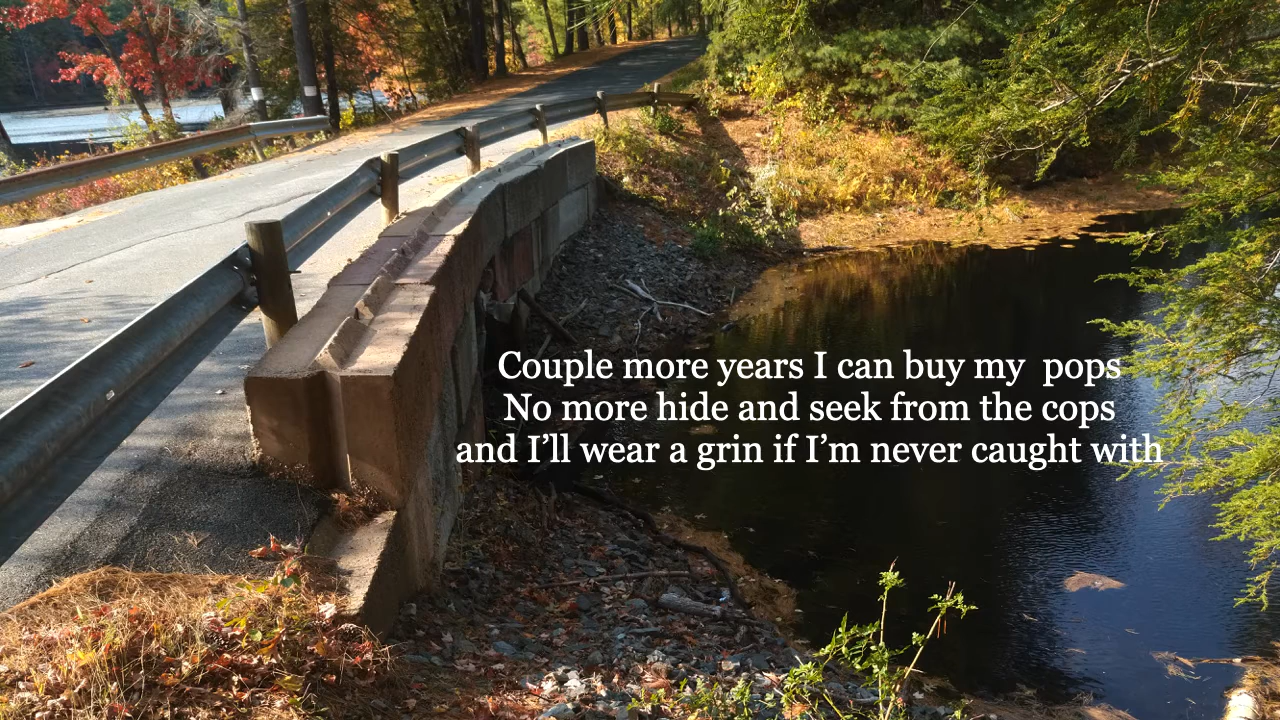 Couple more years I can buy my  pops
No more hide and seek from the cops
and I’ll wear a grin if I’m never caught with